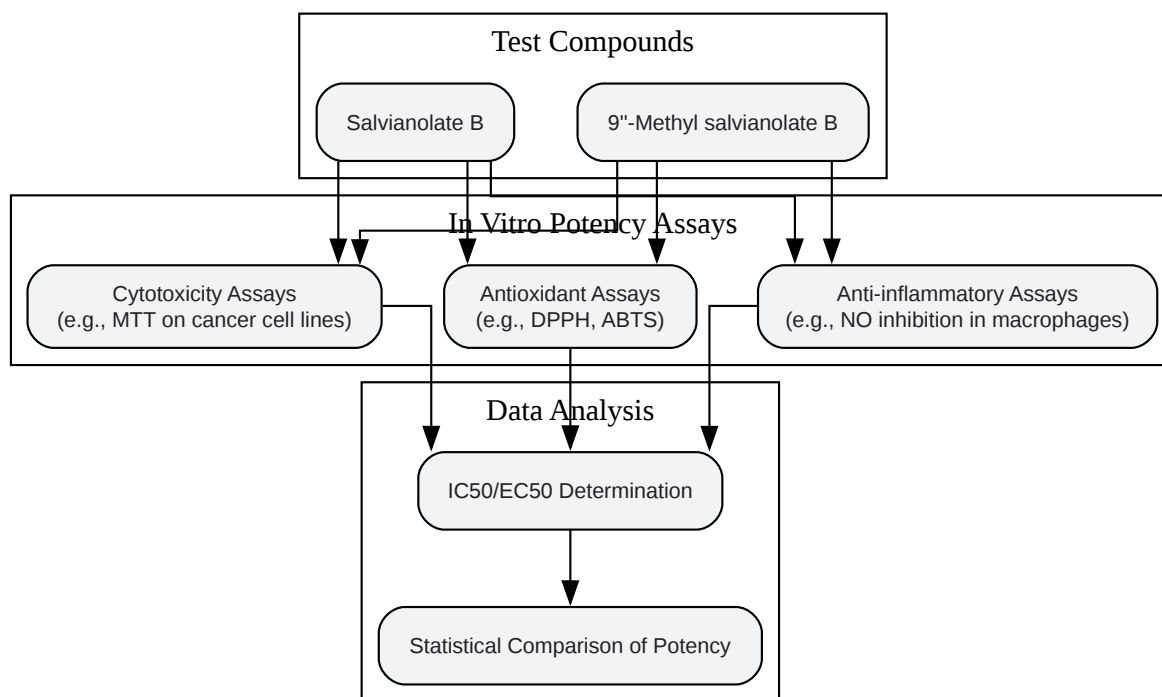 Test Compounds
Salvianolate B
9"-Methyl salvianolate B
In Vitro Potency Assays
Cytotoxicity Assays
(e.g., MTT on cancer cell lines)
Antioxidant Assays
(e.g., DPPH, ABTS)
Anti-inflammatory Assays
(e.g., NO inhibition in macrophages)
Data Analysis
IC50/EC50 Determination
Statistical Comparison of Potency